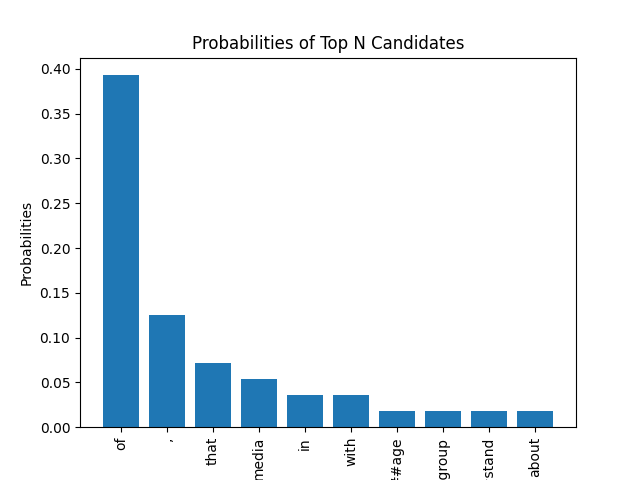 Probabilities of Top N Candidates
Probabilities
0.40
0.35
0.30
0.25
0.20
0.15
0.10
0.05
0.00
of
,
that
media
in
with
##age
group
stand
about